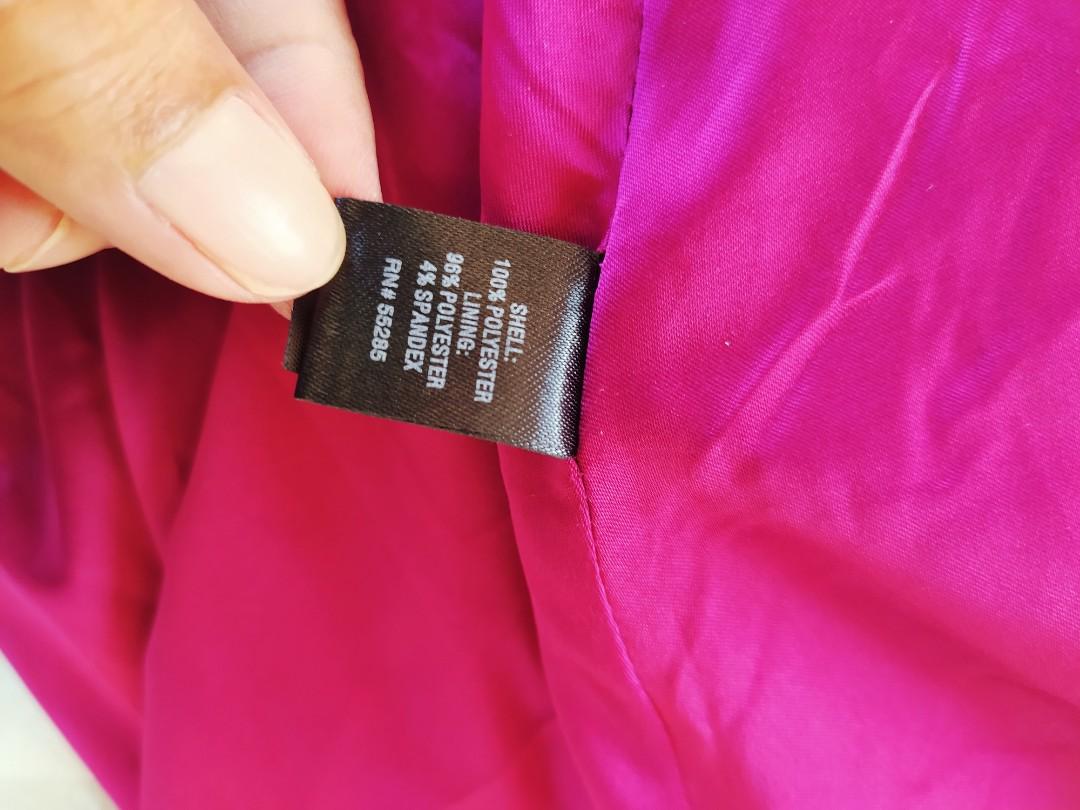 SHELL:
100% POLYESTER
LINING:
96% POLYESTER
4% SPANDEX
RN# 55285